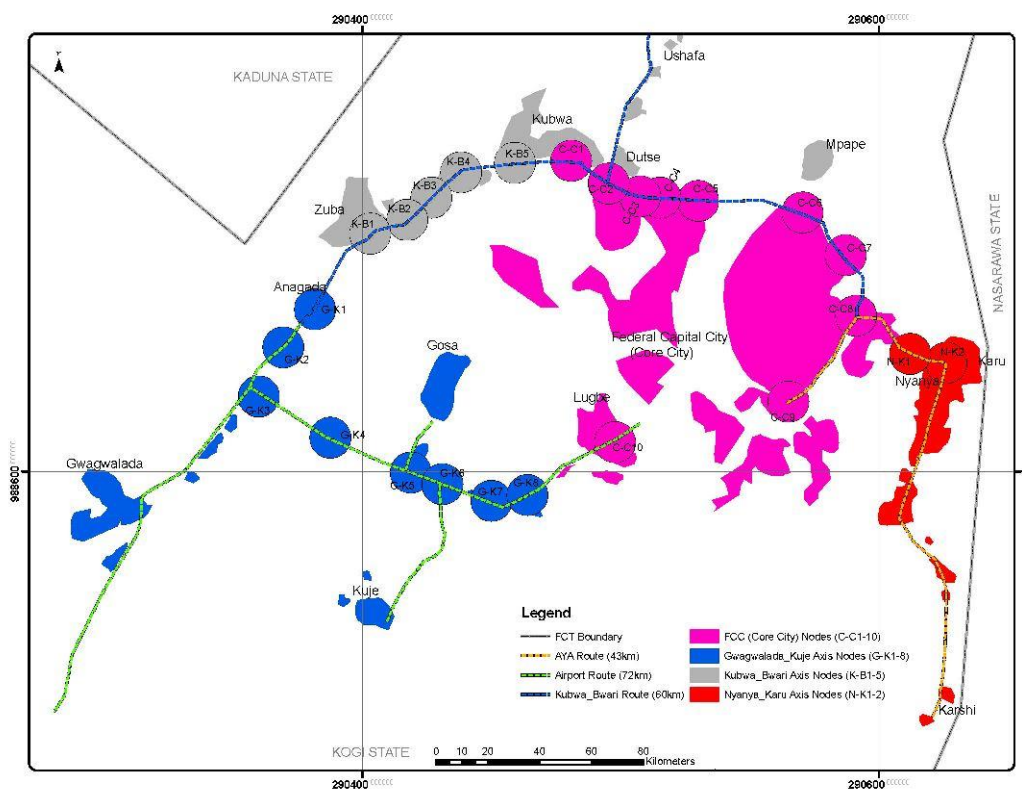 290400
290600
KADUNA STATE
Ushafa
Kubwa
Mpape
K-B5
C-C1
Dutse
K-B4
C-C2
C-C4
C-C5
K-B3
C-C3
Zuba
K-B2
C-C6
K-B1
C-C7
NASARAWA STATE
Anagada
G-K1
C-C8
G-K2
Gosa
Federal Capital City
(Core City)
N-K1
N-K2
Karu
Nyanya
G-K3
Lugbe
C-C9
G-K4
C-C10
Gwagwalada
G-K5
G-K6
G-K7
G-K8
Kuje
Legend
FCT Boundary
AYA Route (43km)
Airport Route (72km)
Kubwa_Bwari Route (60km)
FCC (Core City) Nodes (C-C1-10)
Gwagwalada_Kuje Axis Nodes (G-K1-8)
Kubwa_Bwari Axis Nodes (K-B1-5)
Nyanya_Karu Axis Nodes (N-K1-2)
Karshi
KOGI STATE
0 10 20 40 60 80
Kilometers
290400
290600